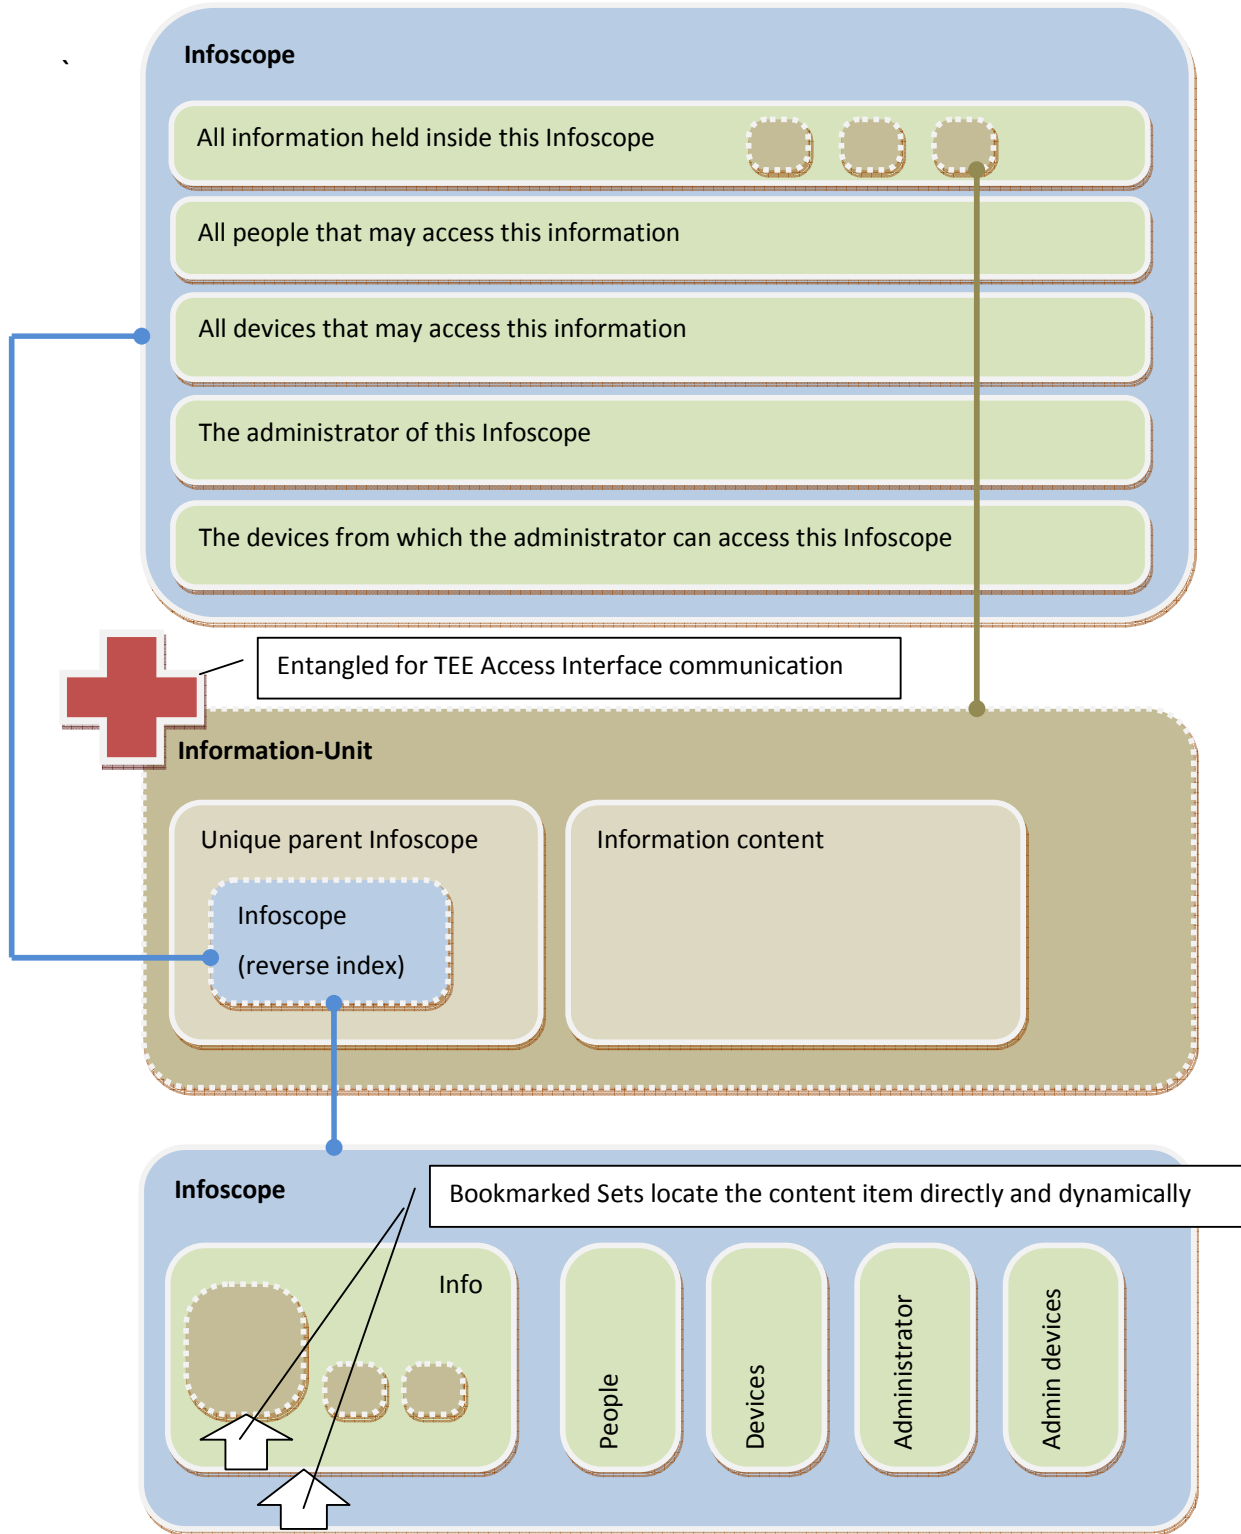 `
Infoscope
All information held inside this Infoscope
All people that may access this information
All devices that may access this information
The administrator of this Infoscope
The devices from which the administrator can access this Infoscope
Entangled for TEE Access Interface communication
Information-Unit
Unique parent Infoscope
Information content
Infoscope
(reverse index)
Infoscope
Bookmarked Sets locate the content item directly and dynamically
Info
People
Devices
Administrator
Admin devices